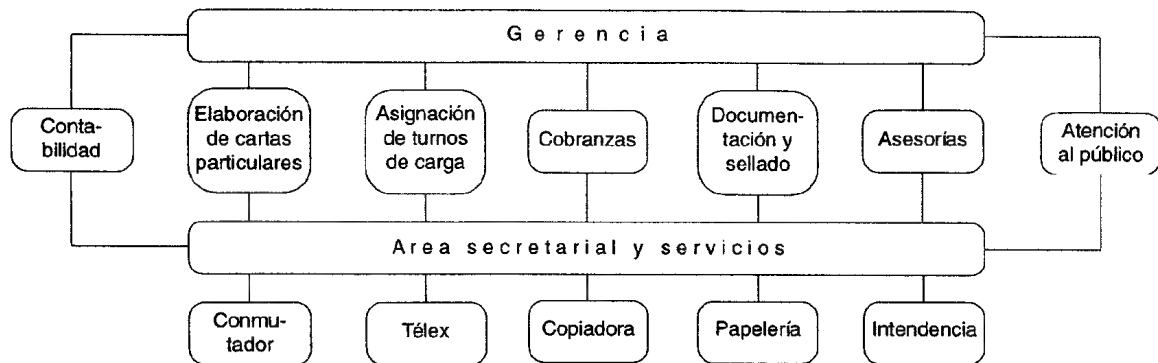 Gerencia
Conta-
bilidad
Elaboración
de cartas
particulares
Asignación
de turnos
de carga
Cobranzas
Documen-
tación y
sellado
Asesorías
Atención
al público
Area secretarial y servicios
Conmu-
tador
Télex
Copiadora
Papelería
Intendencia